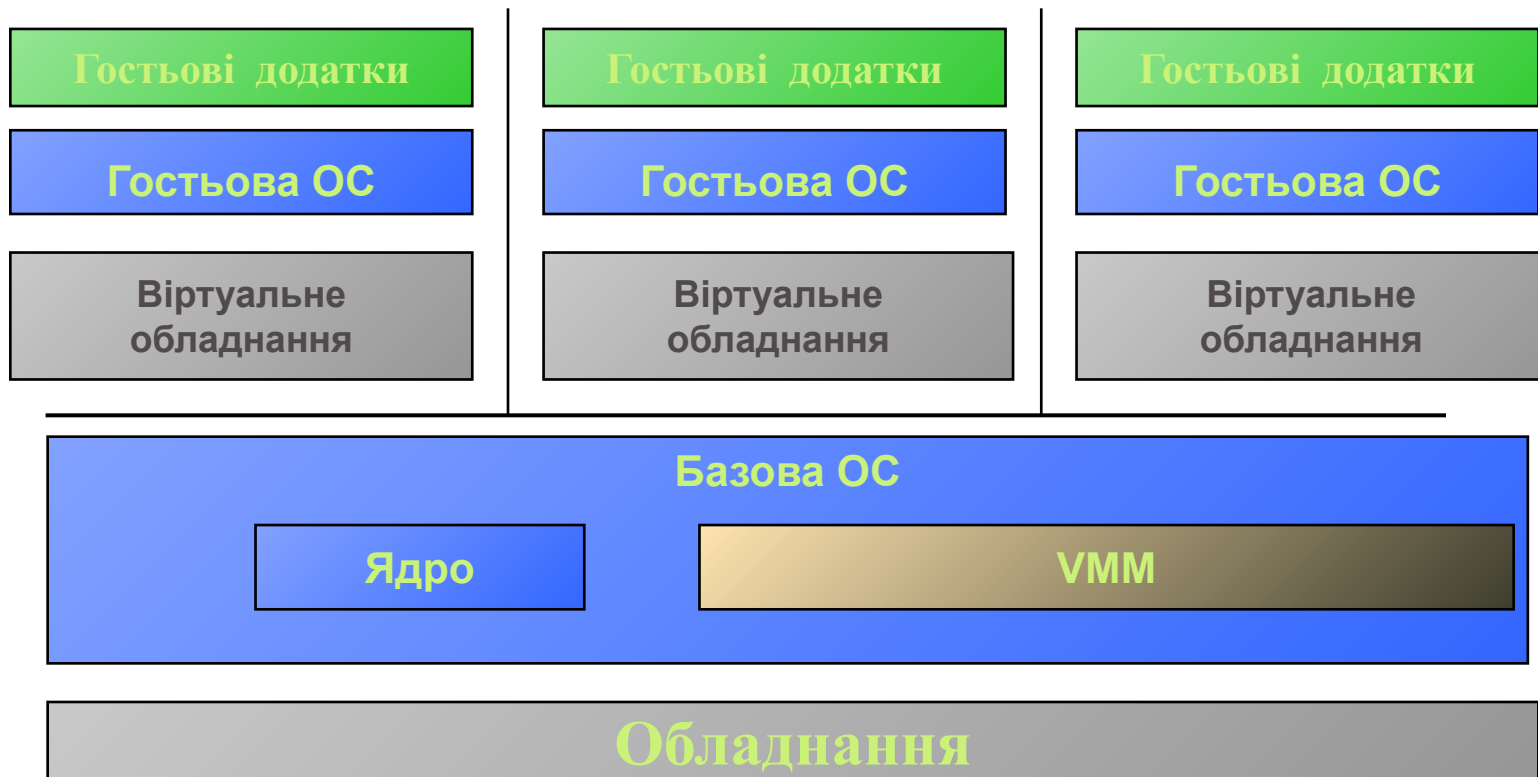 Гостьові додатки
Гостьові додатки
Гостьові додатки
Гостьова ОС
Гостьова ОС
Гостьова ОС
Віртуальне
обладнання
Віртуальне
обладнання
Віртуальне
обладнання
Базова ОС
Ядро
VMM
Обладнання